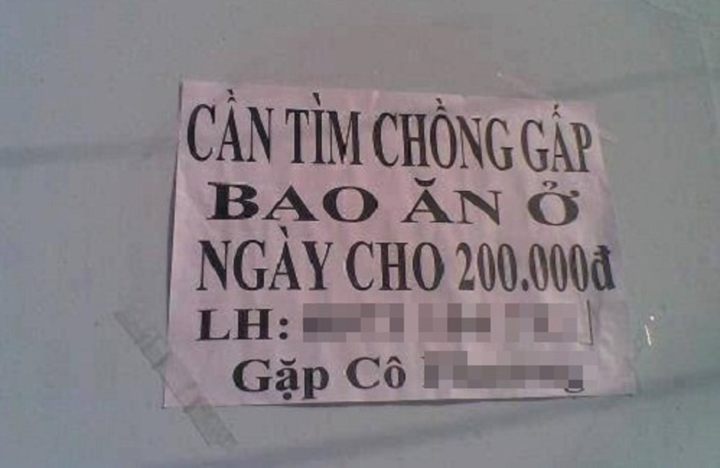 CẦN TÌM CHỒNG GẤP
BAO ĂN Ở
NGÀY CHO 200.000đ
LH:
Gặp Cô